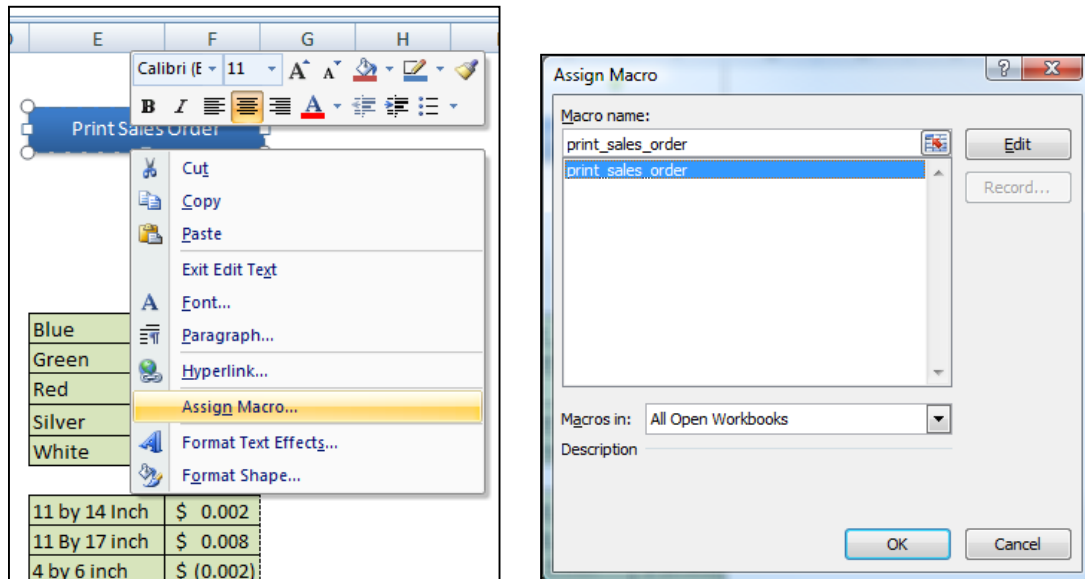 E F G H
Calibri (E 11 A A
B I A
Print Sales Order
Cut
Copy
Paste
Exit Edit Text
A Font...
Paragraph...
Hyperlink...
Assign Macro...
Format Text Effects...
Format Shape...
Blue
Green
Red
Silver
White
11 by 14 Inch $ 0.002
11 By 17 inch $ 0.008
4 by 6 inch $ (0.002)
Assign Macro
Macro name:
print_sales_order
Edit
print_sales_order
Record...
Macros in: All Open Workbooks
Description
OK Cancel